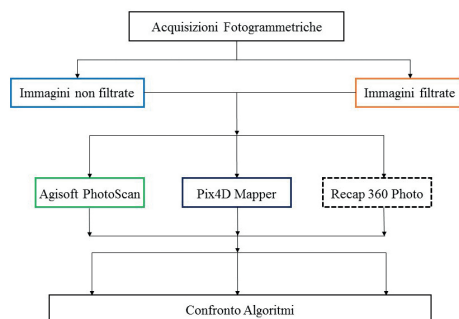 Acquisizioni Fotogrammetriche
Immagini non filtrate
Immagini filtrate
Agisoft PhotoScan
Pix4D Mapper
Recap 360 Photo
Confronto Algoritmi